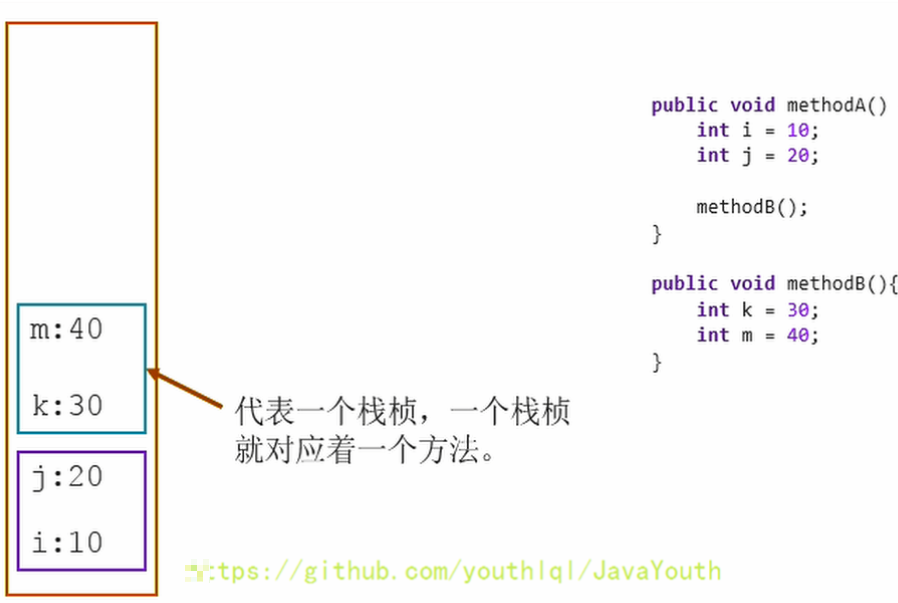 public void methodA()
int i = 10;
int j = 20;
methodB();
}
public void methodB(){
int k = 30;
int m = 40;
}
m:40
k:30
j:20
i:10
代表一个栈桢，一个栈桢
就对应着一个方法。
ttps://github.com/youthlql/JavaYouth